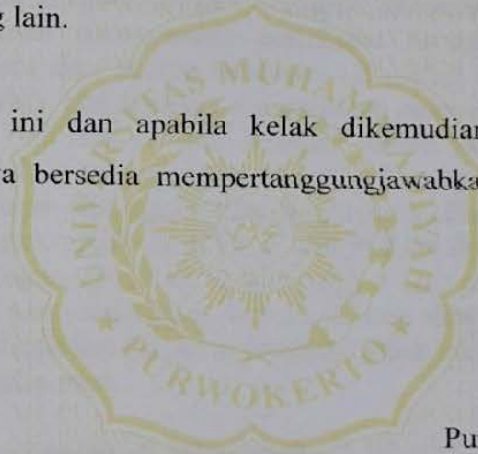 g lain.
ini dan apabila kelak dikemudian
a bersedia mempertanggungjawabka
UNIVERSITAS MUHAMMADIYAH
PURWOKERTO
Pu